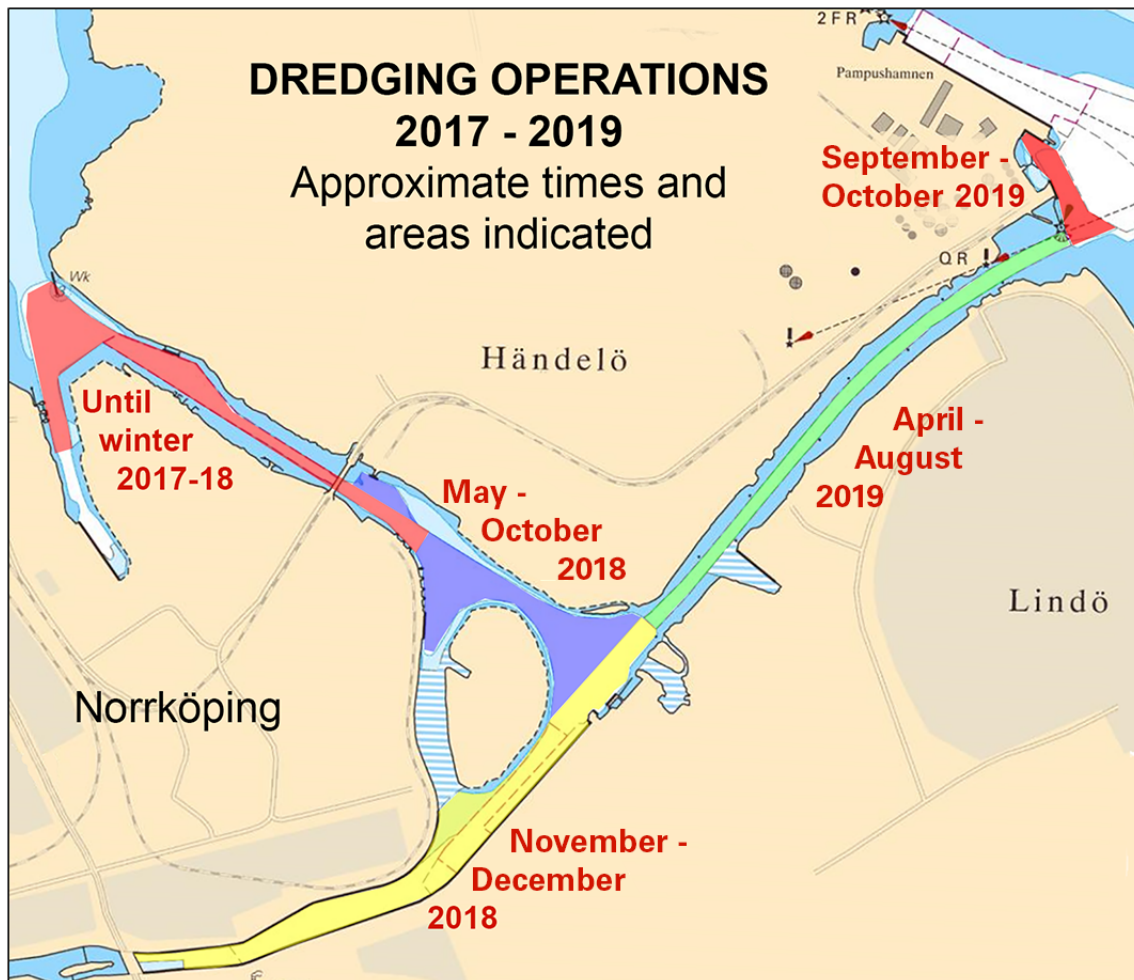 2 F R
DREDGING OPERATIONS
2017 - 2019
Approximate times and
areas indicated
Pampushamnen
September -
October 2019
Q R
Wk
Händelö
Until
winter
2017-18
April -
August
2019
May -
October
2018
Lindö
Norrköping
November -
December
2018